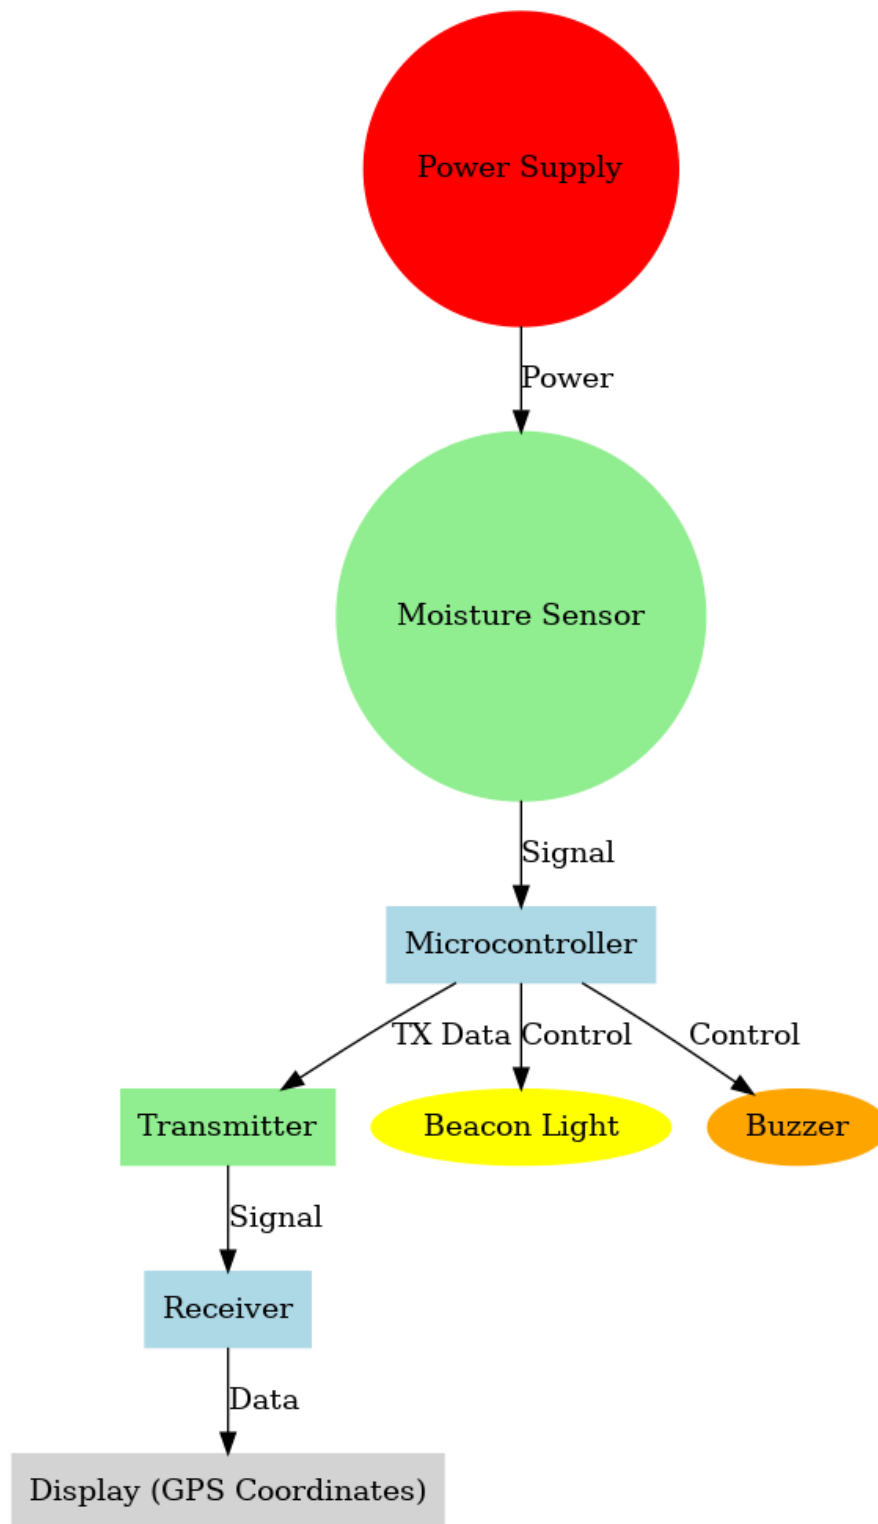 Power Supply
Power
Moisture Sensor
Signal
Microcontroller
TX Data
Control
Control
Transmitter
Beacon Light
Buzzer
Signal
Receiver
Data
Display (GPS Coordinates)